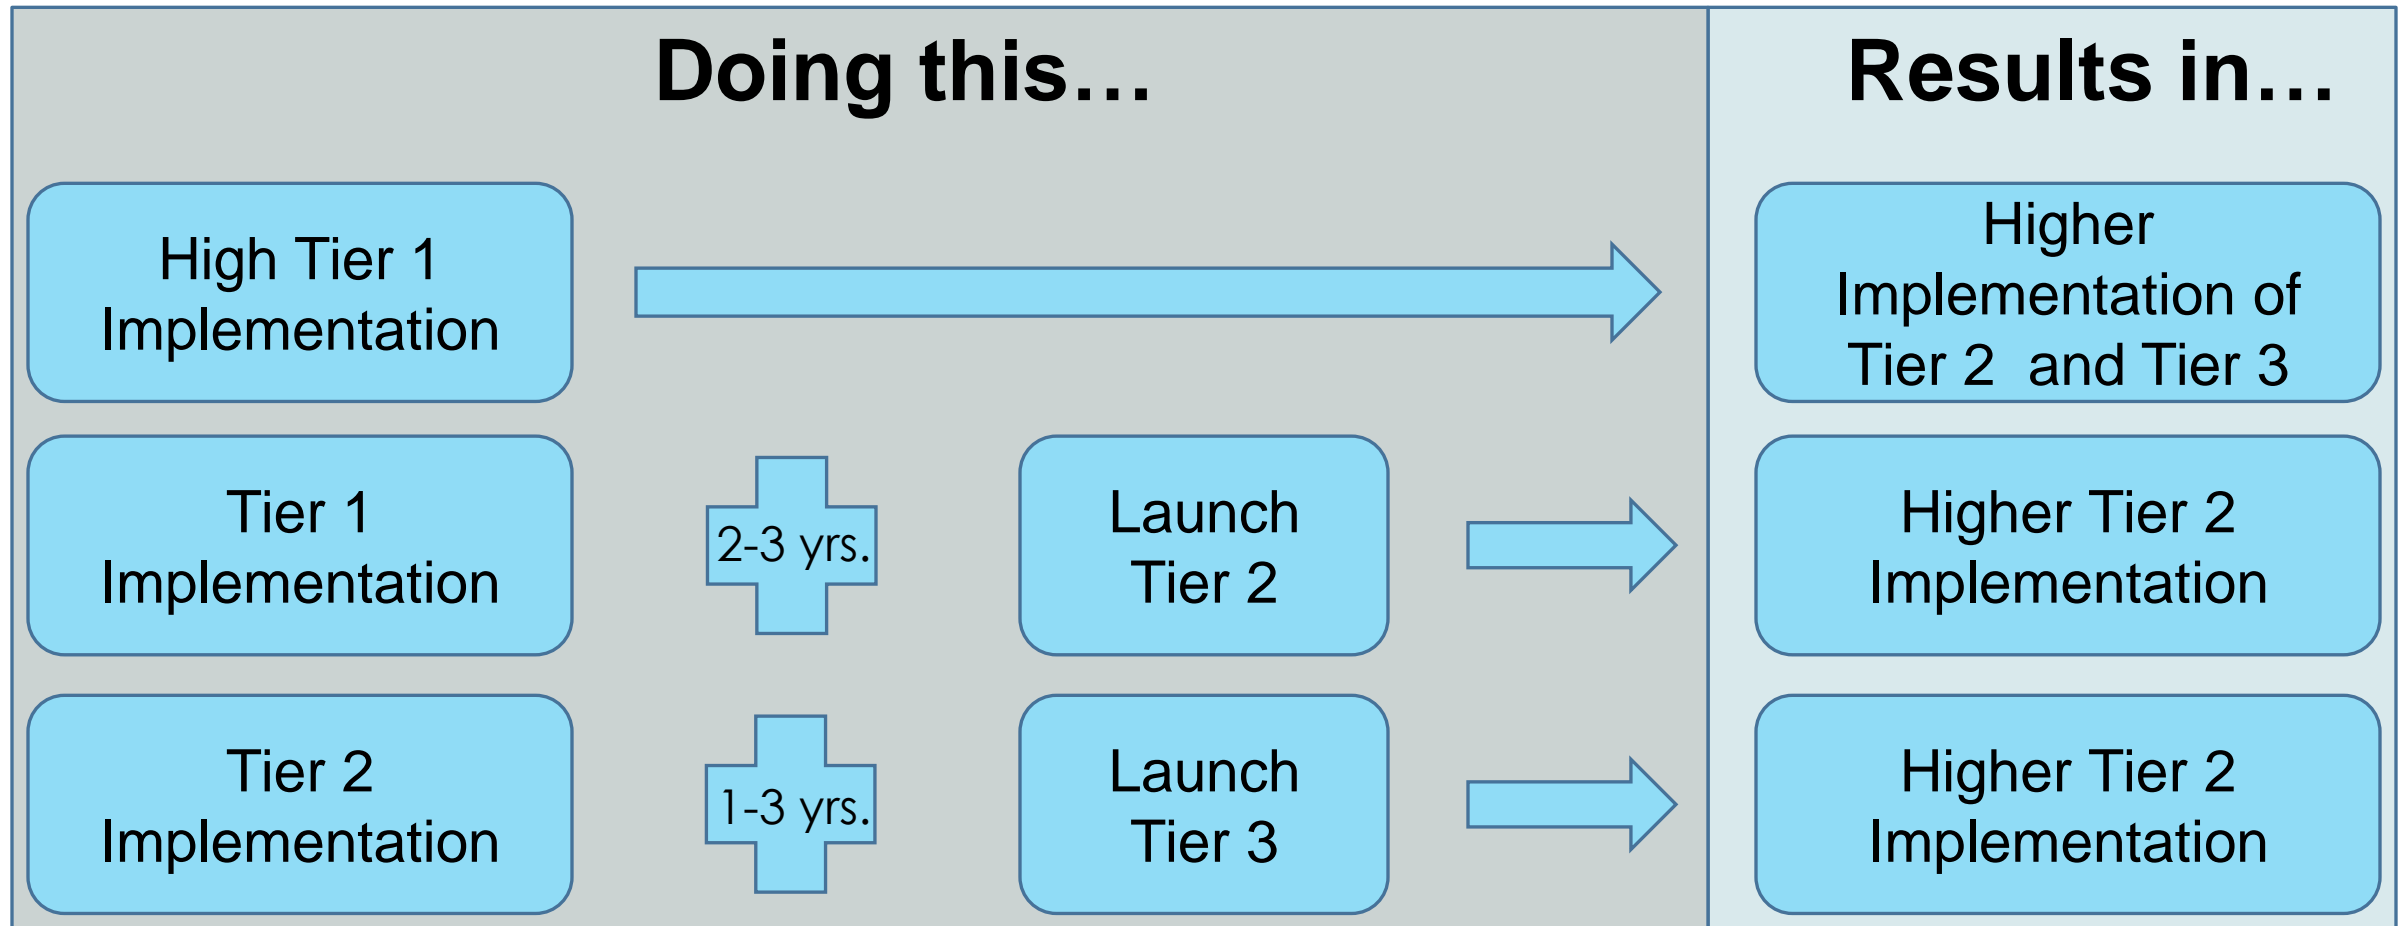 Doing this…
Results in…
High Tier 1
Implementation
Higher
Implementation of
Tier 2  and Tier 3
Tier 1
Implementation
2-3 yrs.
Launch
Tier 2
Higher Tier 2
Implementation
Tier 2
Implementation
1-3 yrs.
Launch
Tier 3
Higher Tier 2
Implementation